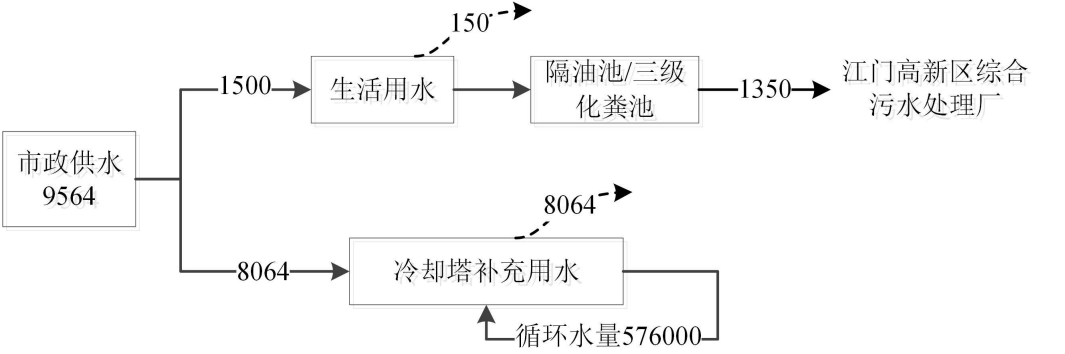 150
1500
生活用水
隔油池/三级
化粪池
1350
江门高新区综合
污水处理厂
市政供水
9564
8064
8064
冷却塔补充用水
循环水量576000